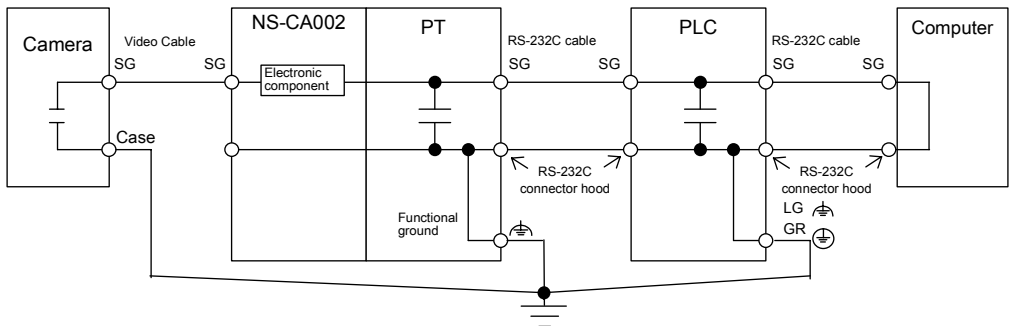 Camera
Video Cable
NS-CA002
PT
RS-232C cable
PLC
RS-232C cable
Computer
SG
SG
SG
SG
SG
SG
Electronic
component
Case
RS-232C
connector hood
RS-232C
connector hood
Functional
ground
LG
GR